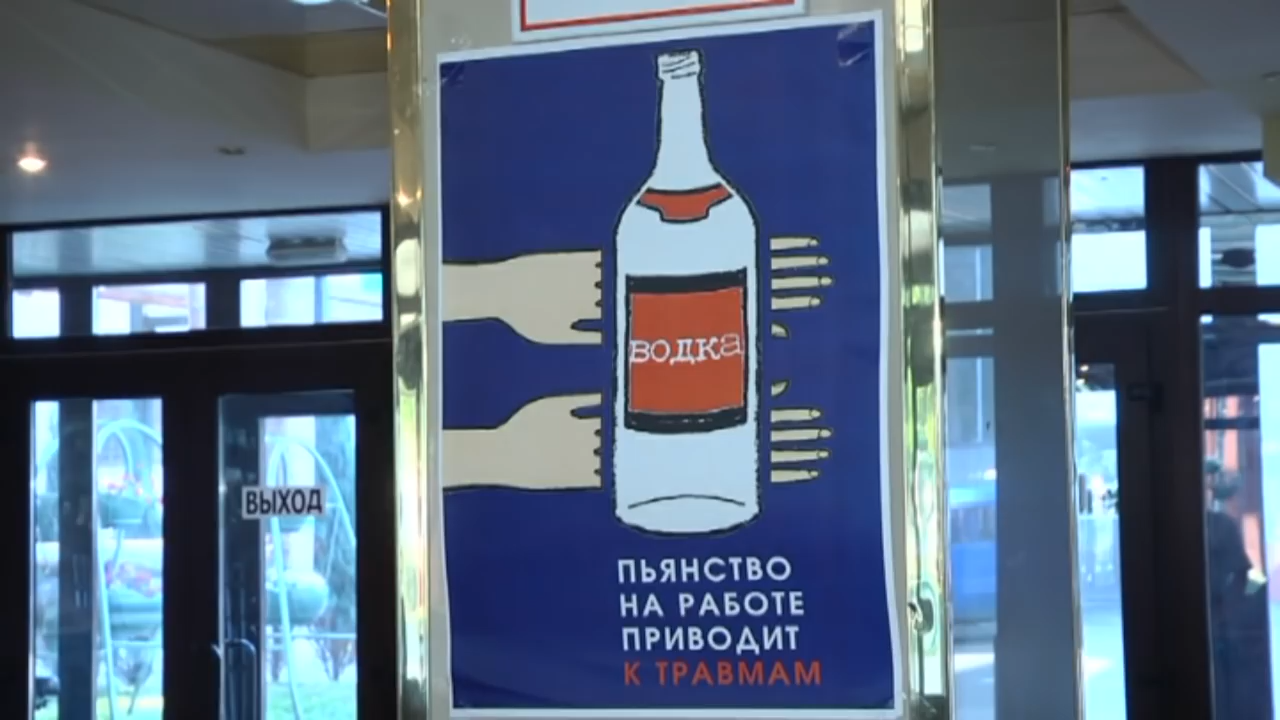 водка
ВЫХОД
ПЬЯНСТВО
НА РАБОТЕ
ПРИВОДИТ
К ТРАВМАМ